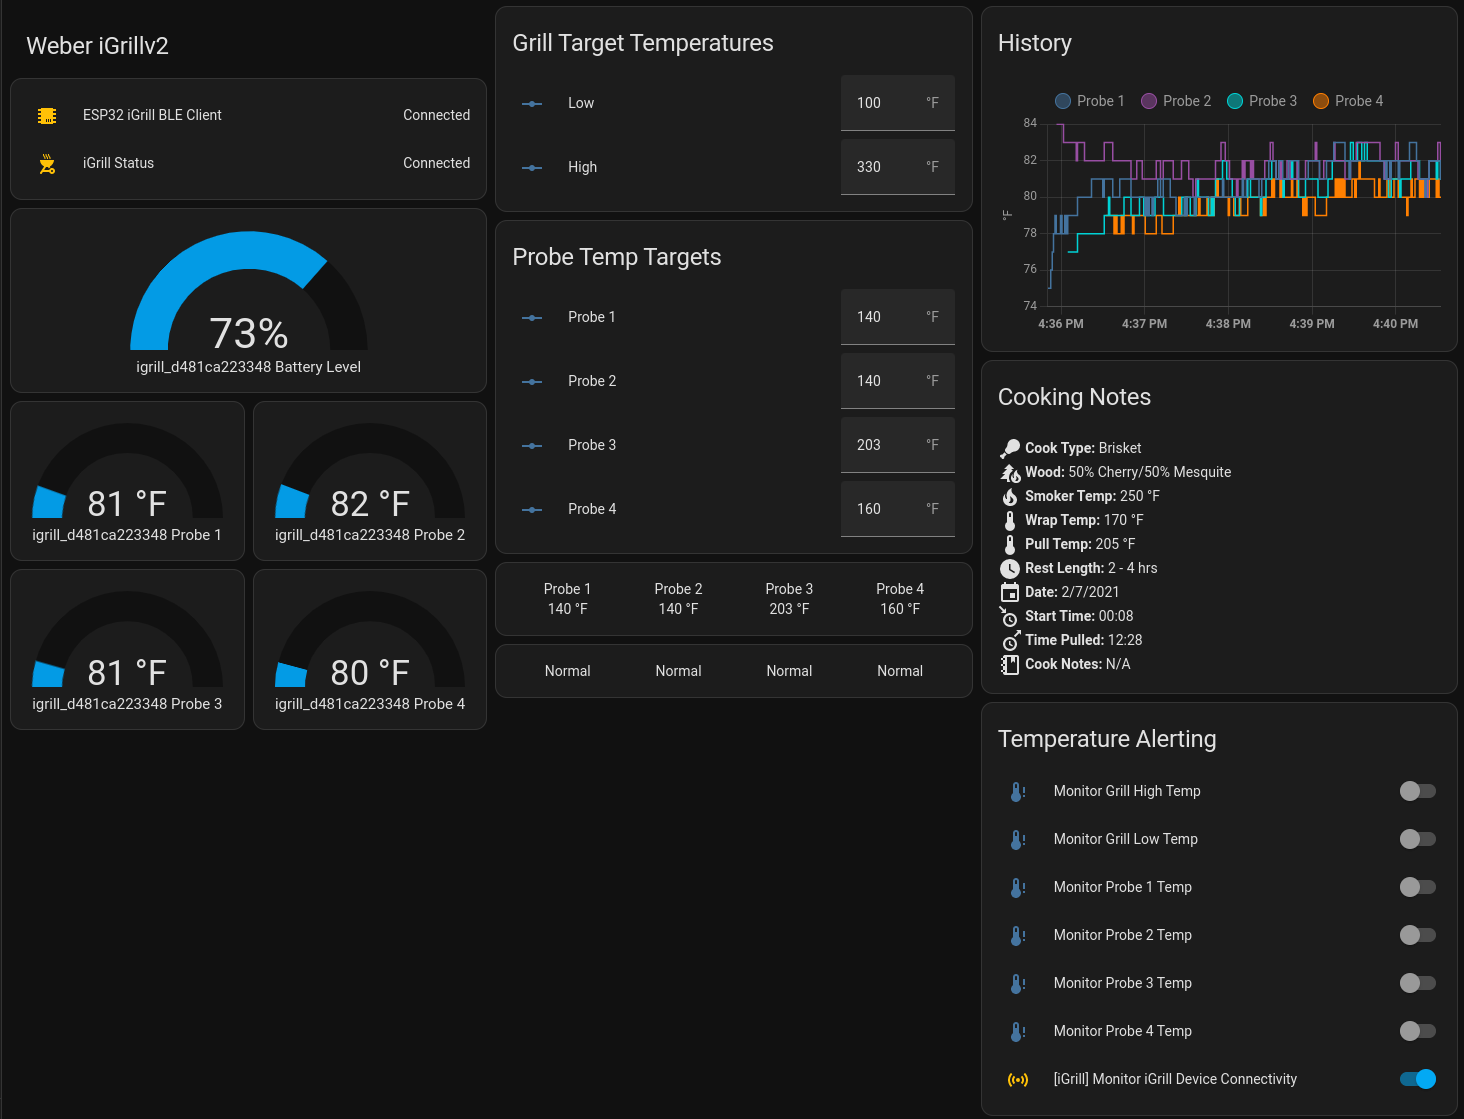 Weber iGrillv2
ESP32 iGrill BLE Client Connected
iGrill Status Connected
73%
igrill_d481ca223348 Battery Level
81 °F
igrill_d481ca223348 Probe 1
82 °F
igrill_d481ca223348 Probe 2
81 °F
igrill_d481ca223348 Probe 3
80 °F
igrill_d481ca223348 Probe 4
Grill Target Temperatures
Low 100 °F
High 330 °F
Probe Temp Targets
Probe 1 140 °F
Probe 2 140 °F
Probe 3 203 °F
Probe 4 160 °F
Probe 1 Probe 2 Probe 3 Probe 4
140 °F 140 °F 203 °F 160 °F
Normal Normal Normal Normal
History
Probe 1 Probe 2 Probe 3 Probe 4
84
82
80
°F
78
76
74
4:36 PM 4:37 PM 4:38 PM 4:39 PM 4:40 PM
Cooking Notes
Cook Type: Brisket
Wood: 50% Cherry/50% Mesquite
Smoker Temp: 250 °F
Wrap Temp: 170 °F
Pull Temp: 205 °F
Rest Length: 2 - 4 hrs
Date: 2/7/2021
Start Time: 00:08
Time Pulled: 12:28
Cook Notes: N/A
Temperature Alerting
Monitor Grill High Temp
Monitor Grill Low Temp
Monitor Probe 1 Temp
Monitor Probe 2 Temp
Monitor Probe 3 Temp
Monitor Probe 4 Temp
[iGrill] Monitor iGrill Device Connectivity